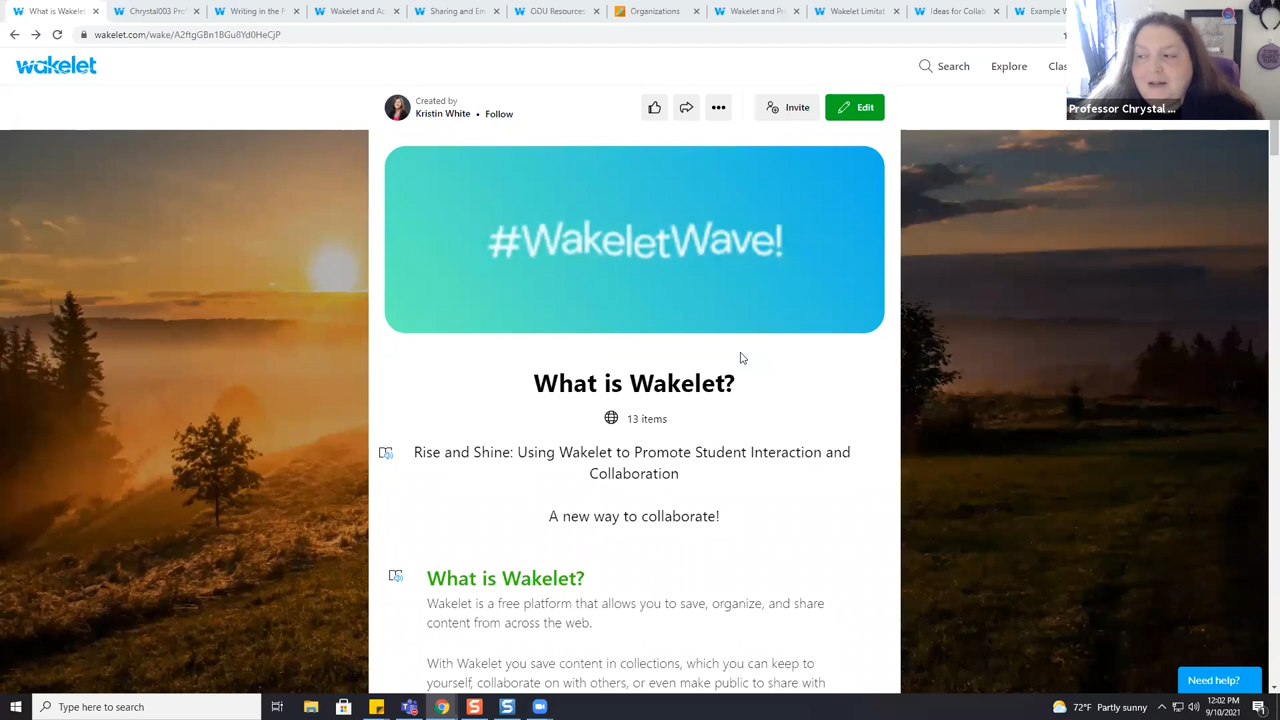 What is Wakelet
Chrystal003 Prof
Writing in the F
Wakelet and Ac
Sharing and Em
ODU Resources
Organizations
Wakelet and Pr
Wakelet Limitat
Ideas for Collab
Example W
wakelet.com/wake/A2ftgGBn1BGu8Yd0HeCjP
wakelet
Search
Explore
Clas
Professor Chrystal ...
Created by
Kristin White • Follow
Invite
Edit
#WakeletWave!
What is Wakelet?
13 items
Rise and Shine: Using Wakelet to Promote Student Interaction and
Collaboration
A new way to collaborate!
What is Wakelet?
Wakelet is a free platform that allows you to save, organize, and share
content from across the web.
With Wakelet you save content in collections, which you can keep to
yourself, collaborate on with others, or even make public to share with
Need help?
Type here to search
72°F Partly sunny
12:02 PM
9/10/2021
1